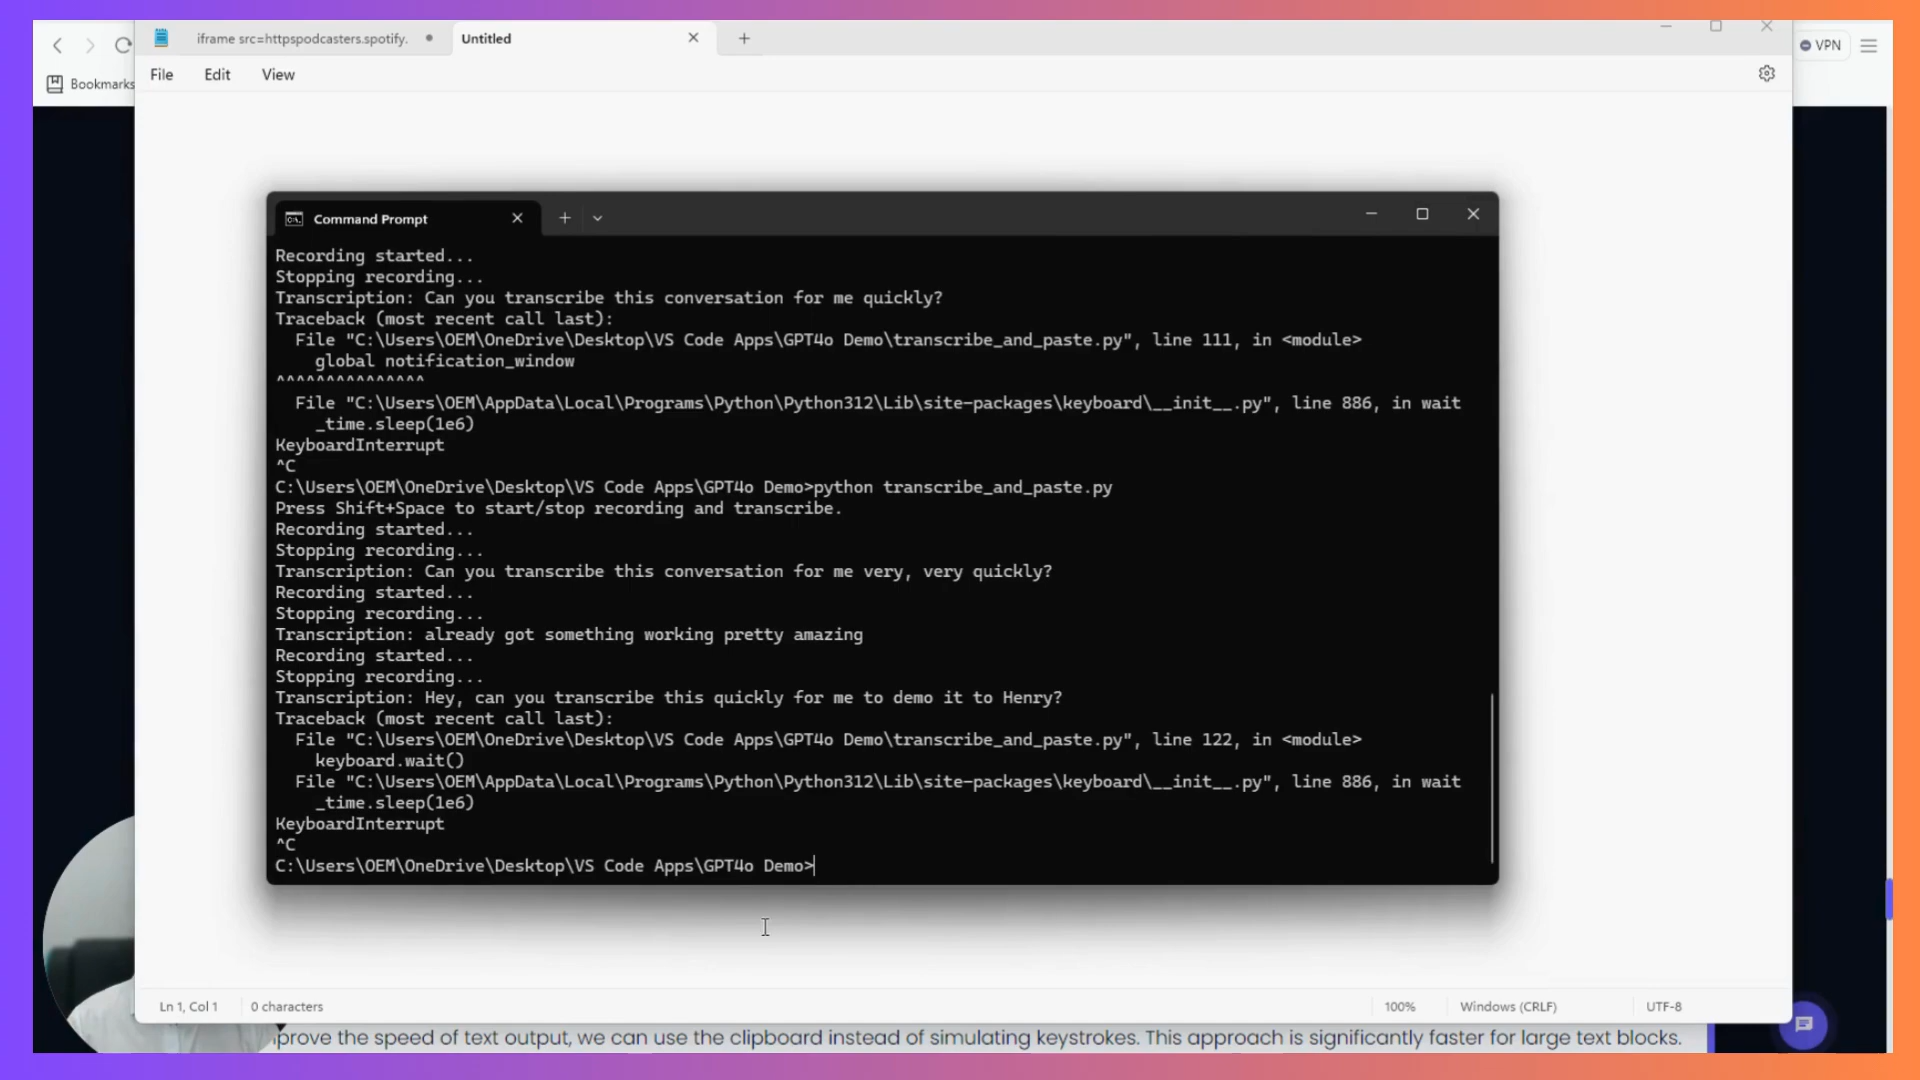 iframe src=httpspodcasters.spotify.
Untitled
VPN
File Edit View
Bookmarks
Command Prompt
Recording started...
Stopping recording...
Transcription: Can you transcribe this conversation for me quickly?
Traceback (most recent call last):
File "C:\Users\OEM\OneDrive\Desktop\VS Code Apps\GPT4o Demo\transcribe_and_paste.py", line 111, in <module>
global notification_window
^^^^^^^^^^^^^^^
File "C:\Users\OEM\AppData\Local\Programs\Python\Python312\Lib\site-packages\keyboard\__init__.py", line 886, in wait
_time.sleep(1e6)
KeyboardInterrupt
^C
C:\Users\OEM\OneDrive\Desktop\VS Code Apps\GPT4o Demo>python transcribe_and_paste.py
Press Shift+Space to start/stop recording and transcribe.
Recording started...
Stopping recording...
Transcription: Can you transcribe this conversation for me very, very quickly?
Recording started...
Stopping recording...
Transcription: already got something working pretty amazing
Recording started...
Stopping recording...
Transcription: Hey, can you transcribe this quickly for me to demo it to Henry?
Traceback (most recent call last):
File "C:\Users\OEM\OneDrive\Desktop\VS Code Apps\GPT4o Demo\transcribe_and_paste.py", line 122, in <module>
keyboard.wait()
File "C:\Users\OEM\AppData\Local\Programs\Python\Python312\Lib\site-packages\keyboard\__init__.py", line 886, in wait
_time.sleep(1e6)
KeyboardInterrupt
^C
C:\Users\OEM\OneDrive\Desktop\VS Code Apps\GPT4o Demo>
Ln 1, Col 1 0 characters 100% Windows (CRLF) UTF-8
prove the speed of text output, we can use the clipboard instead of simulating keystrokes. This approach is significantly faster for large text blocks.